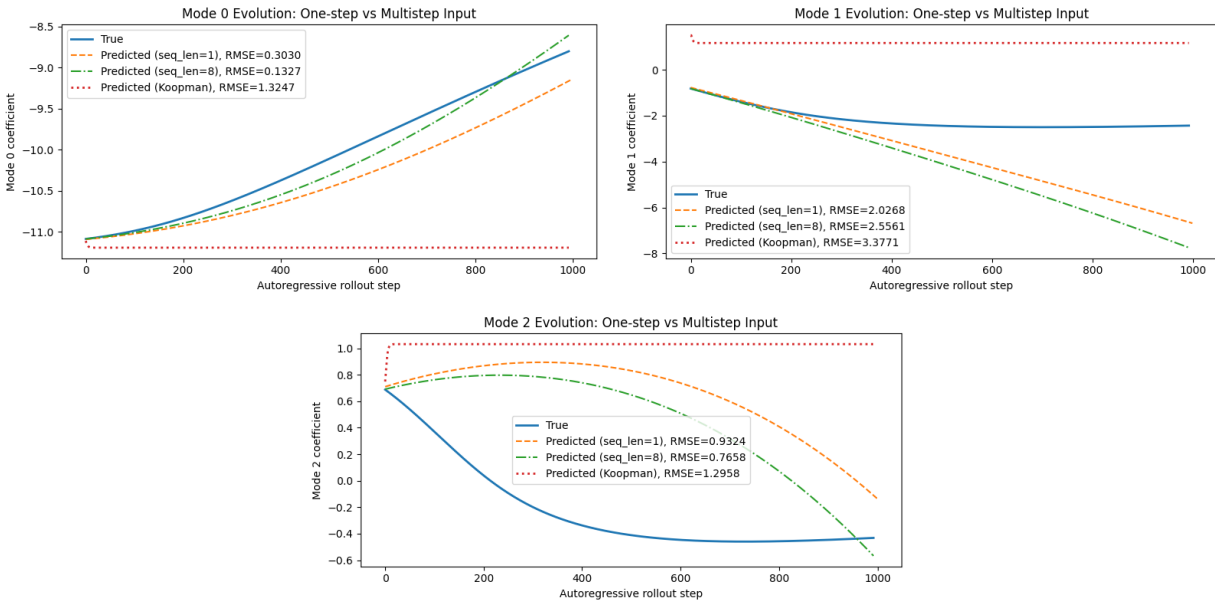 Mode 0 Evolution: One-step vs Multistep Input
−8.5
−9.0
−9.5
−10.0
−10.5
−11.0
Mode 0 coefficient
True
Predicted (seq_len=1), RMSE=0.3030
Predicted (seq_len=8), RMSE=0.1327
Predicted (Koopman), RMSE=1.3247
0 200 400 600 800 1000
Autoregressive rollout step
Mode 1 Evolution: One-step vs Multistep Input
0
−2
−4
−6
−8
Mode 1 coefficient
True
Predicted (seq_len=1), RMSE=2.0268
Predicted (seq_len=8), RMSE=2.5561
Predicted (Koopman), RMSE=3.3771
0 200 400 600 800 1000
Autoregressive rollout step
Mode 2 Evolution: One-step vs Multistep Input
1.0
0.8
0.6
0.4
0.2
0.0
−0.2
−0.4
−0.6
Mode 2 coefficient
True
Predicted (seq_len=1), RMSE=0.9324
Predicted (seq_len=8), RMSE=0.7658
Predicted (Koopman), RMSE=1.2958
0 200 400 600 800 1000
Autoregressive rollout step